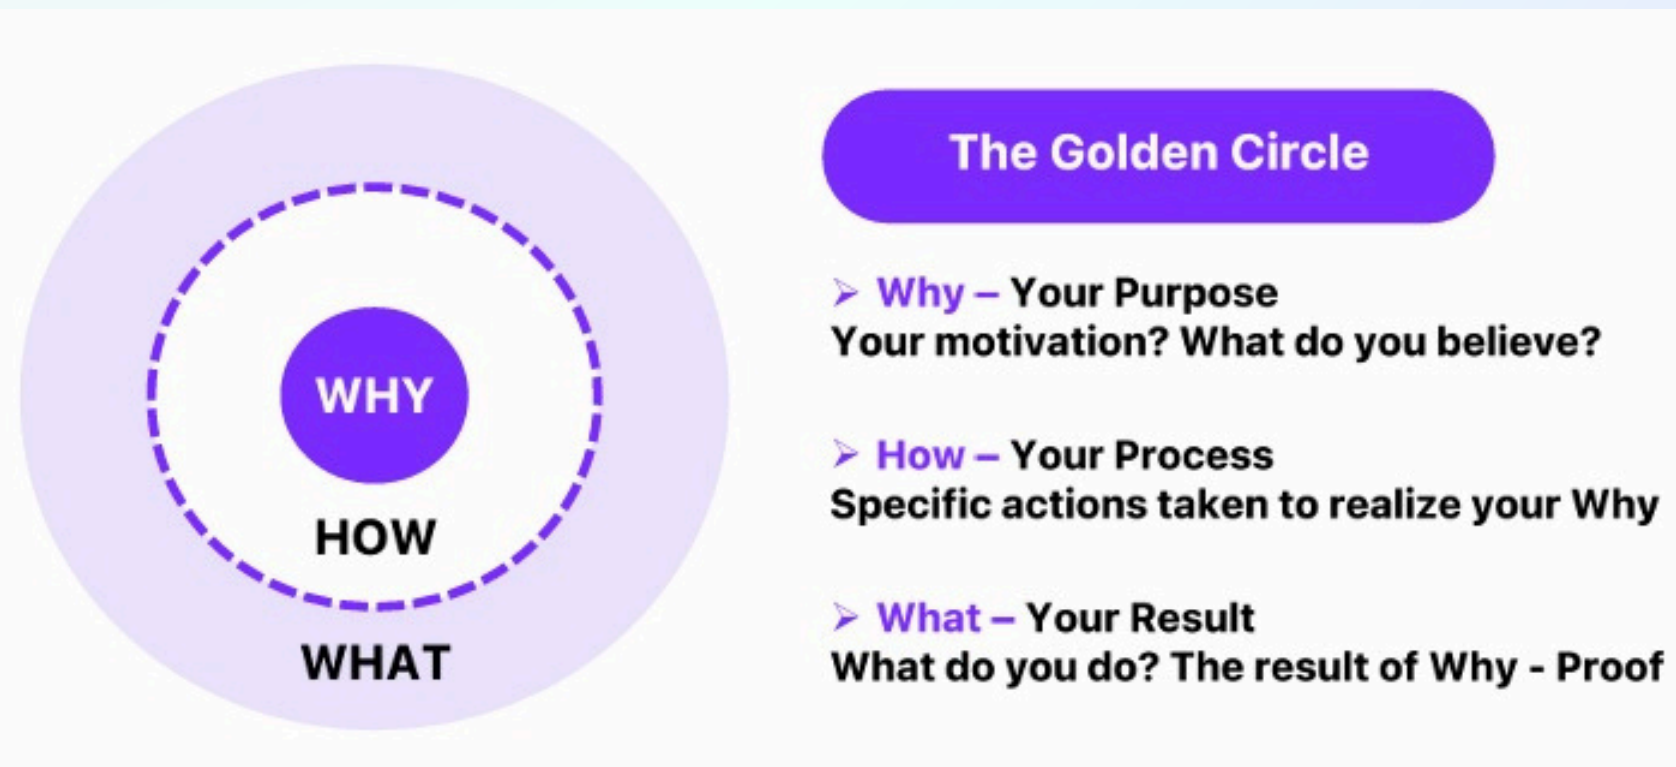 WHY
HOW
WHAT
The Golden Circle
➢ Why – Your Purpose
Your motivation? What do you believe?
➢ How – Your Process
Specific actions taken to realize your Why
➢ What – Your Result
What do you do? The result of Why - Proof